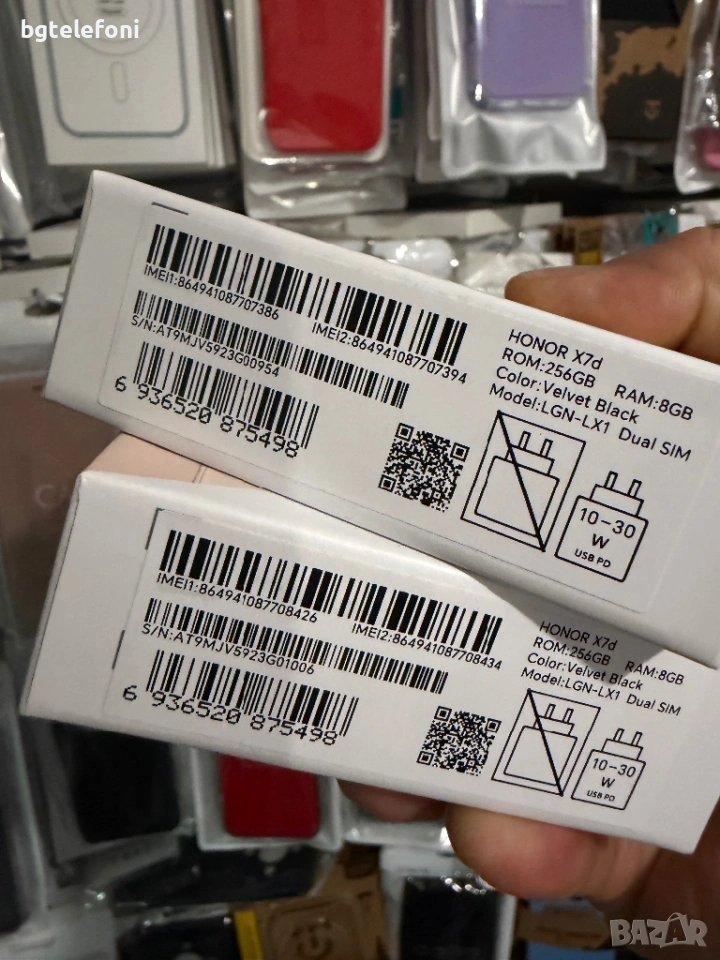 bgtelefoni
IMEI1:864941087707386
IMEI2:864941087707394
S/N:AT9MJV5923G00954
6 936520 875498
HONOR X7d
ROM:256GB RAM:8GB
Color:Velvet Black
Model:LGN-LX1 Dual SIM
10-30
W
USB PD
IMEI1:864941087708426
IMEI2:864941087708434
S/N:AT9MJV5923G01006
6 936520 875498
HONOR X7d
ROM:256GB RAM:8GB
Color:Velvet Black
Model:LGN-LX1 Dual SIM
10-30
W
USB PD
BAZAR